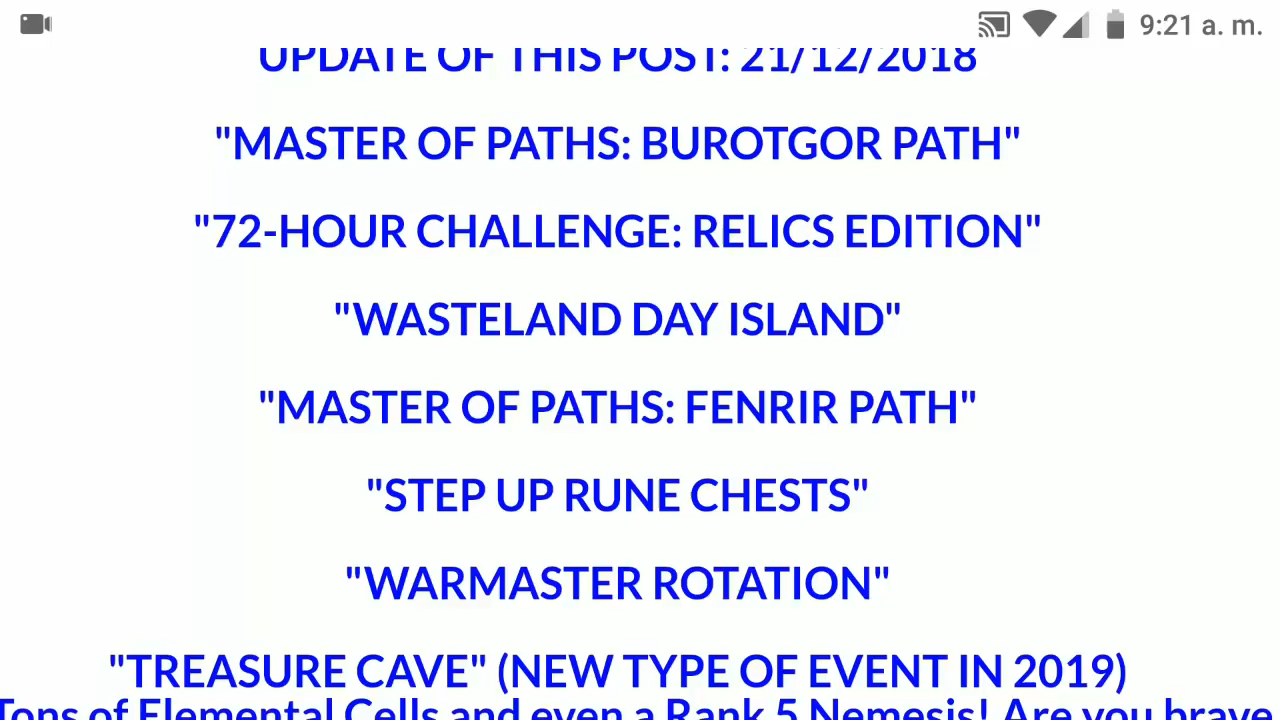 9:21 a. m.
UPDATE OF THIS POST: 21/12/2018
"MASTER OF PATHS: BUROTGOR PATH"
"72-HOUR CHALLENGE: RELICS EDITION"
"WASTELAND DAY ISLAND"
"MASTER OF PATHS: FENRIR PATH"
"STEP UP RUNE CHESTS"
"WARMASTER ROTATION"
"TREASURE CAVE" (NEW TYPE OF EVENT IN 2019)
Tons of Elemental Cells and even a Rank 5 Nemesis! Are you brave